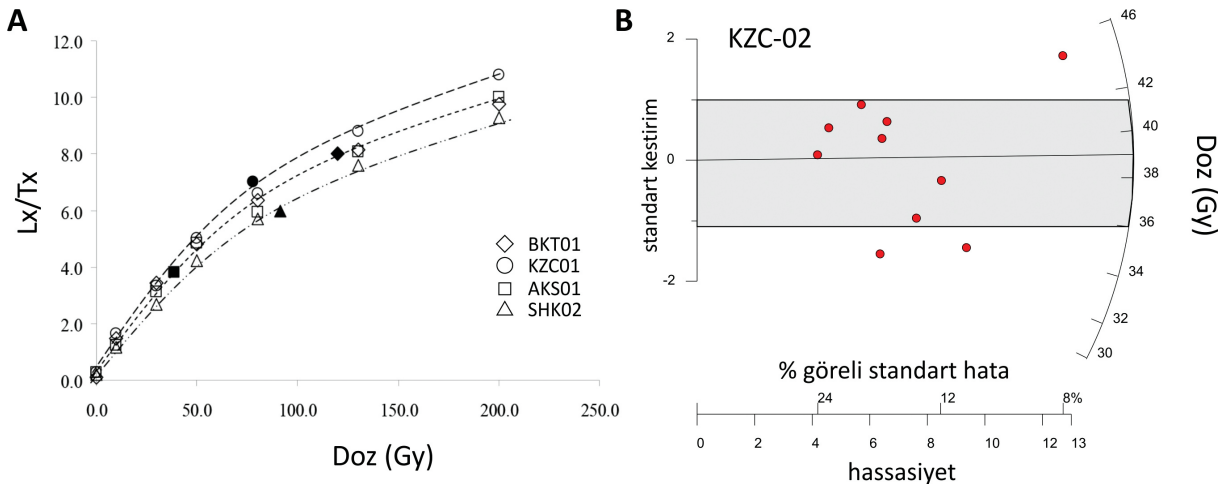 A
12.0
10.0
8.0
6.0
4.0
2.0
0.0
Lx/Tx
BKT01
KZC01
AKS01
SHK02
0.0 50.0 100.0 150.0 200.0 250.0
Doz (Gy)
B
KZC-02
2
0
-2
standart kestirim
46
42
40
38
36
34
32
30
Doz (Gy)
% göreli standart hata
24 12 8%
0 2 4 6 8 10 12 13
hassasiyet